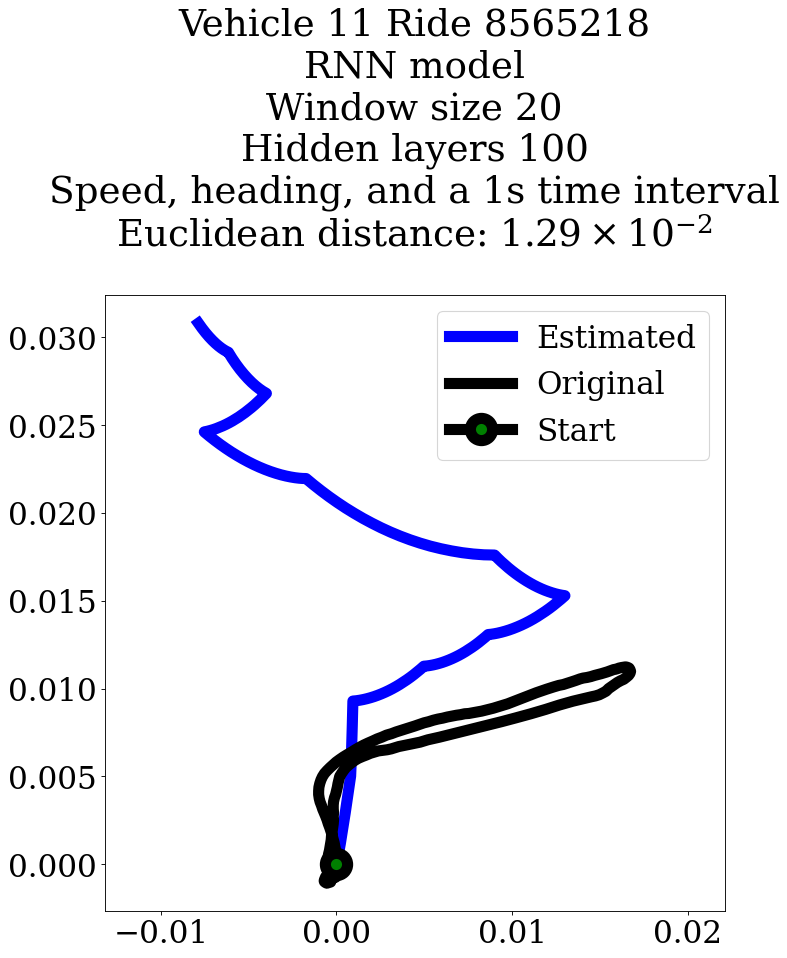 Vehicle 11 Ride 8565218
RNN model
Window size 20
Hidden layers 100
Speed, heading, and a 1s time interval
Euclidean distance: 1.29 × 10⁻²
Estimated
Original
Start
0.030
0.025
0.020
0.015
0.010
0.005
0.000
−0.01 0.00 0.01 0.02